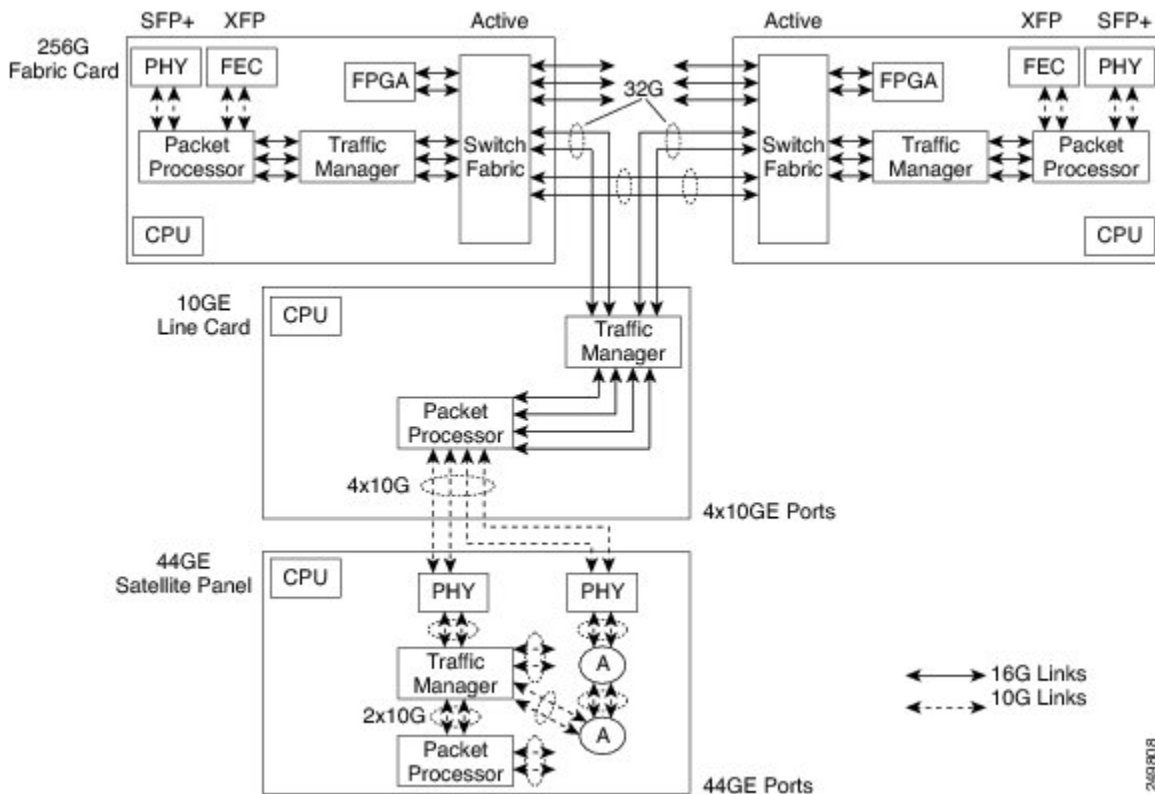 SFP+ XFP Active Active XFP SFP+
256G
Fabric Card
PHY FEC FPGA 32G FPGA FEC PHY
Packet
Processor
Traffic
Manager
Switch
Fabric
Switch
Fabric
Traffic
Manager
Packet
Processor
CPU CPU
10GE
Line Card
CPU
Traffic
Manager
Packet
Processor
4x10G
4x10GE Ports
44GE
Satellite Panel
CPU
PHY PHY
Traffic
Manager
A
2x10G
A
Packet
Processor
44GE Ports
16G Links
10G Links
249808